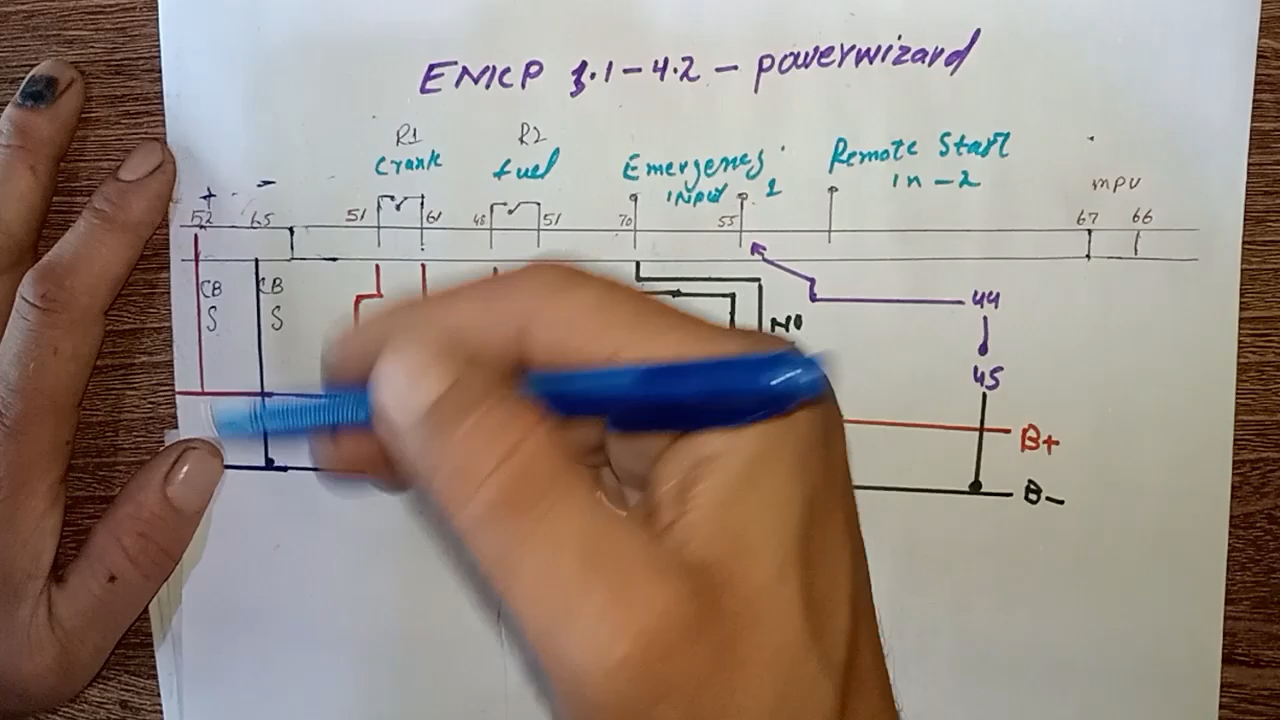 EMCP 3.1-4.2 - powerwizard
R1 R2
crank fuel Emergency Remote Start
INPUT 1 in-2
+ - MPU
52 65 51 61 48 51 70 55 67 66
CB CB
S S
44
NO
45
B+
B-